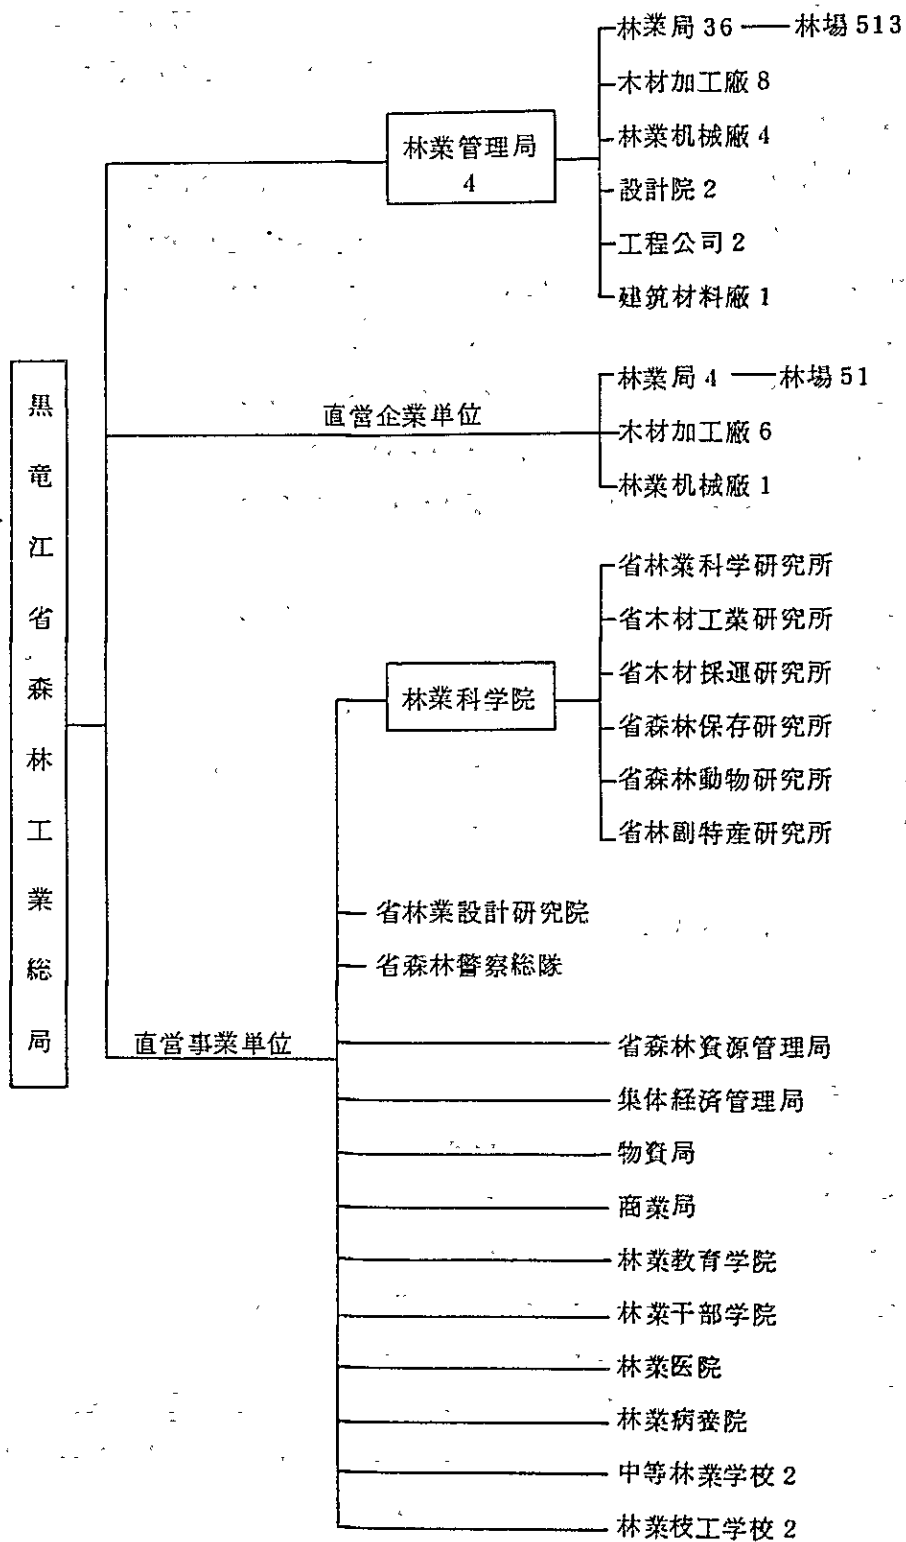 黒竜江省森林工業総局
林業管理局
4
林業局 36 林場 513
木材加工廠 8
林業机械廠 4
設計院 2
工程公司 2
建筑材料廠 1
直営企業単位
林業局 4 林場 51
木材加工廠 6
林業机械廠 1
直営事業単位
林業科学院
省林業科学研究所
省木材工業研究所
省木材採運研究所
省森林保存研究所
省森林動物研究所
省林副特産研究所
省林業設計研究院
省森林警察総隊
省森林資源管理局
集体経済管理局
物資局
商業局
林業教育学院
林業干部学院
林業医院
林業病養院
中等林業学校 2
林業枝工学校 2